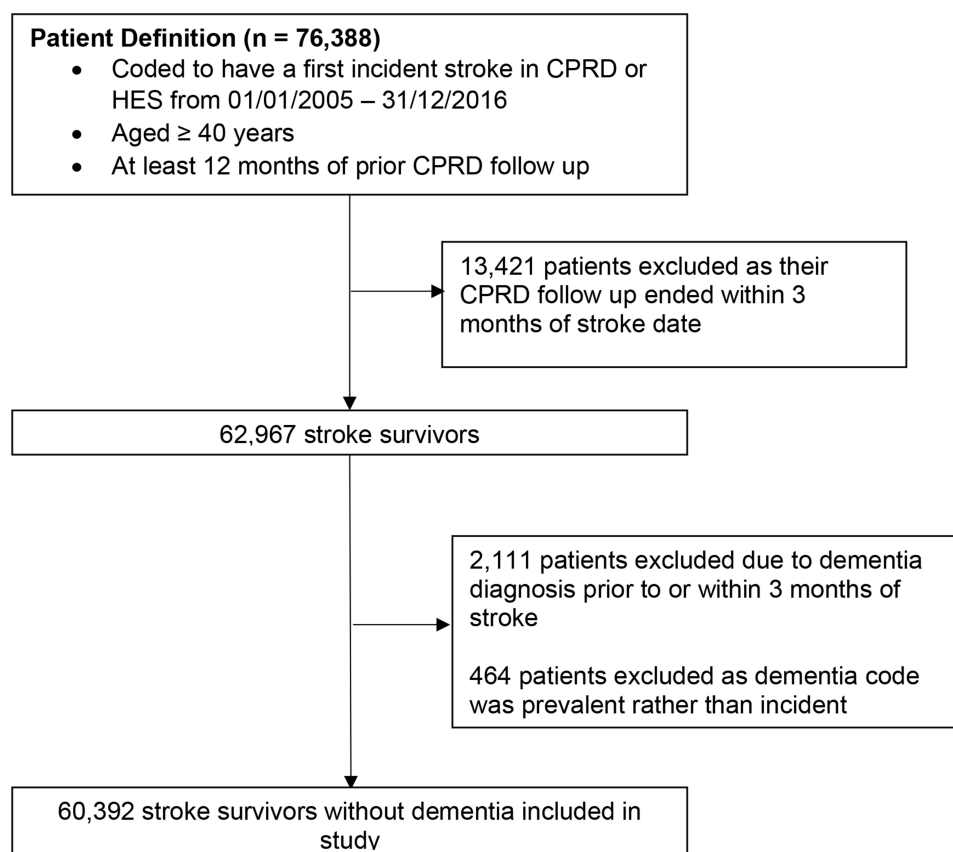 Patient Definition (n = 76,388)
• Coded to have a first incident stroke in CPRD or
HES from 01/01/2005 – 31/12/2016
• Aged ≥ 40 years
• At least 12 months of prior CPRD follow up
13,421 patients excluded as their
CPRD follow up ended within 3
months of stroke date
62,967 stroke survivors
2,111 patients excluded due to dementia
diagnosis prior to or within 3 months of
stroke
464 patients excluded as dementia code
was prevalent rather than incident
60,392 stroke survivors without dementia included in
study